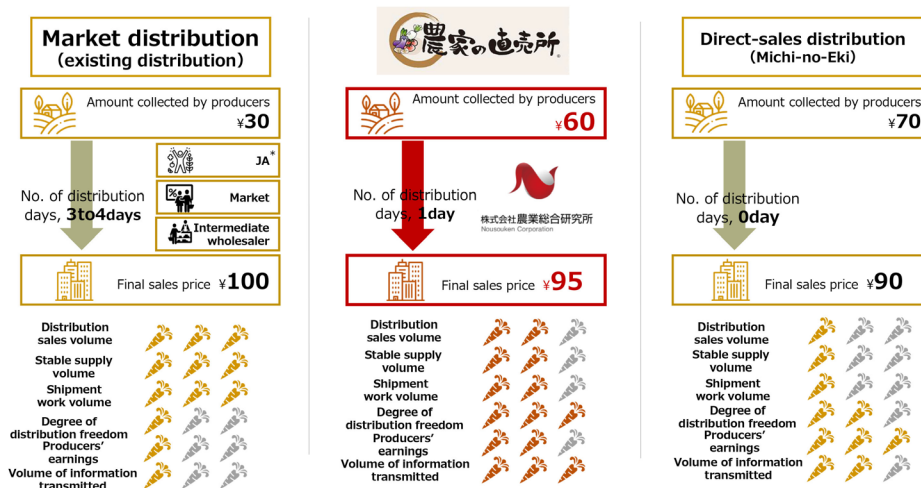 Market distribution
(existing distribution)
Amount collected by producers
¥30
JA*
Market
Intermediate
wholesaler
No. of distribution
days, 3to4days
Final sales price ¥100
Distribution
sales volume
Stable supply
volume
Shipment
work volume
Degree of
distribution freedom
Producers'
earnings
Volume of information
transmitted
農家の直売所
Amount collected by producers
¥60
No. of distribution
days, 1day
株式会社農業総合研究所
Nousouken Corporation
Final sales price ¥95
Distribution
sales volume
Stable supply
volume
Shipment
work volume
Degree of
distribution freedom
Producers'
earnings
Volume of information
transmitted
Direct-sales distribution
(Michi-no-Eki)
Amount collected by producers
¥70
No. of distribution
days, 0day
Final sales price ¥90
Distribution
sales volume
Stable supply
volume
Shipment
work volume
Degree of
distribution freedom
Producers'
earnings
Volume of information
transmitted